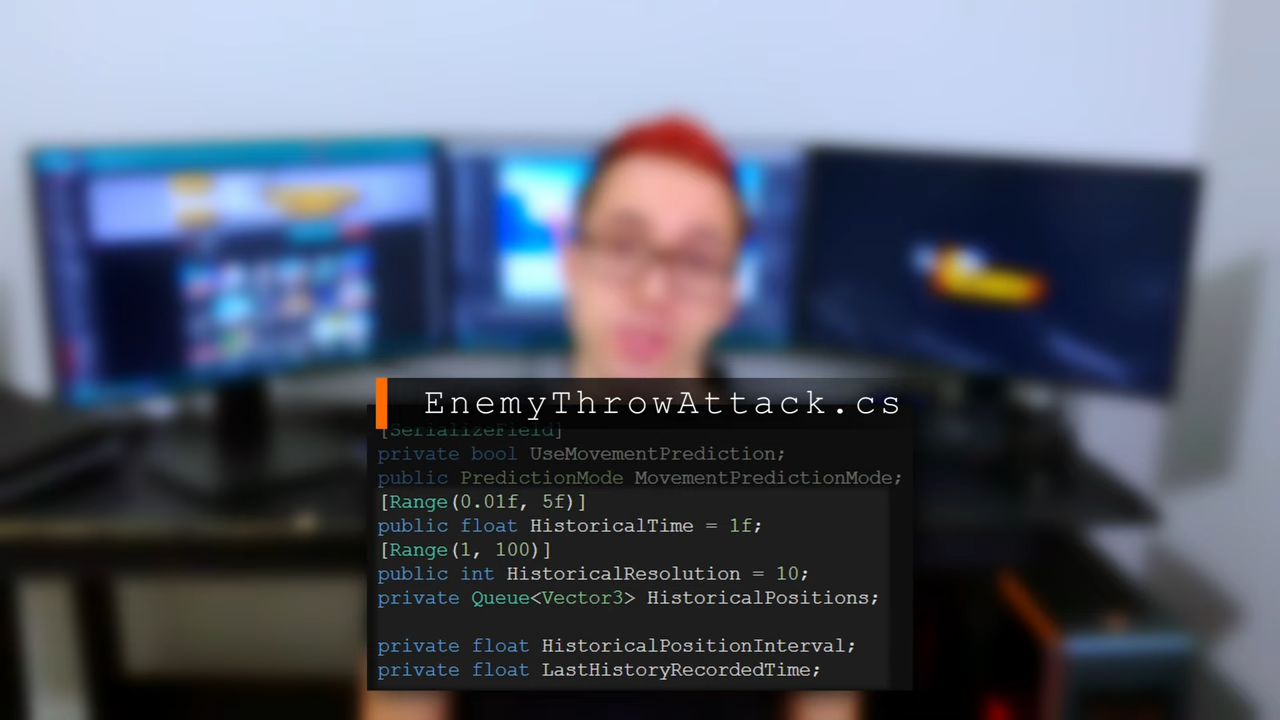 EnemyThrowAttack.cs
[SerializeField]
private bool UseMovementPrediction;
public PredictionMode MovementPredictionMode;
[Range(0.01f, 5f)]
public float HistoricalTime = 1f;
[Range(1, 100)]
public int HistoricalResolution = 10;
private Queue<Vector3> HistoricalPositions;
private float HistoricalPositionInterval;
private float LastHistoryRecordedTime;